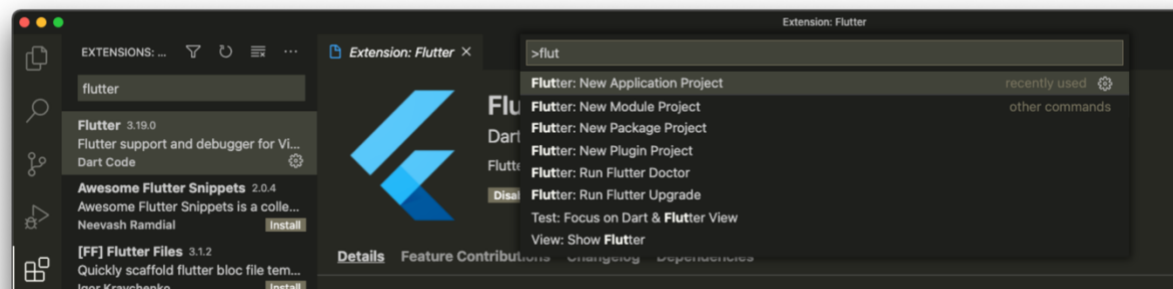 Extension: Flutter
EXTENSIONS: ...
flutter
Flutter 3.19.0
Flutter support and debugger for Vi...
Dart Code
Awesome Flutter Snippets 2.0.4
Awesome Flutter Snippets is a colle...
Neevash Ramdial Install
[FF] Flutter Files 3.1.2
Quickly scaffold flutter bloc file tem...
Igor Kravchenko Install
Extension: Flutter
>flut
Flutter: New Application Project recently used
Flutter: New Module Project other commands
Flutter: New Package Project
Flutter: New Plugin Project
Flutter: Run Flutter Doctor
Flutter: Run Flutter Upgrade
Test: Focus on Dart & Flutter View
View: Show Flutter
Flu
Dart
Flutte
Disa
Details Feature Contributions Changelog Dependencies